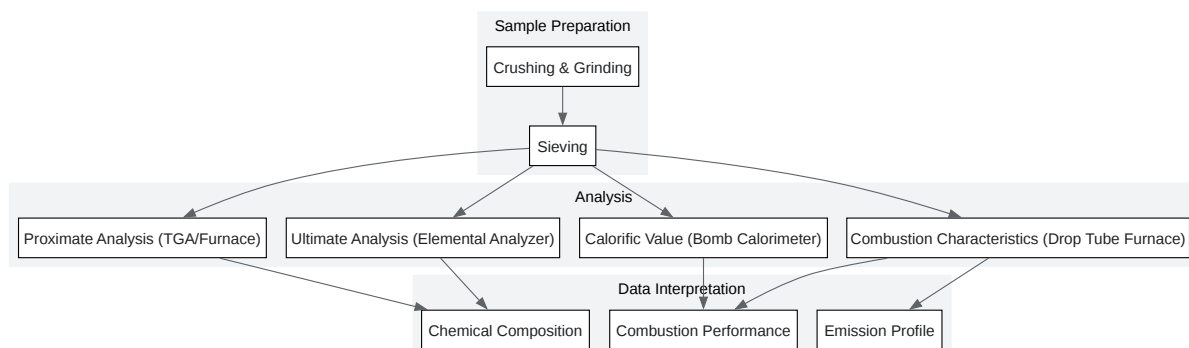 Sample Preparation
Crushing & Grinding
Sieving
Analysis
Proximate Analysis (TGA/Furnace)
Ultimate Analysis (Elemental Analyzer)
Calorific Value (Bomb Calorimeter)
Combustion Characteristics (Drop Tube Furnace)
Data Interpretation
Chemical Composition
Combustion Performance
Emission Profile